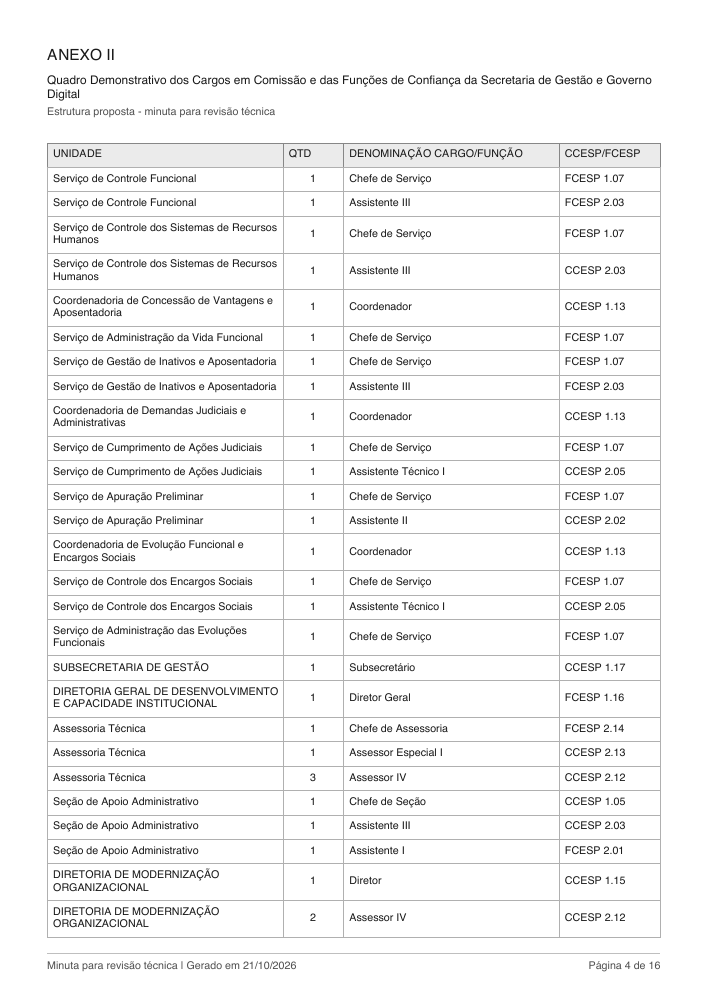 ANEXO II
Quadro Demonstrativo dos Cargos em Comissão e das Funções de Confiança da Secretaria de Gestão e Governo
Digital
Estrutura proposta - minuta para revisão técnica
UNIDADE QTD DENOMINAÇÃO CARGO/FUNÇÃO CCESP/FCESP
Serviço de Controle Funcional 1 Chefe de Serviço FCESP 1.07
Serviço de Controle Funcional 1 Assistente III FCESP 2.03
Serviço de Controle dos Sistemas de Recursos
Humanos 1 Chefe de Serviço FCESP 1.07
Serviço de Controle dos Sistemas de Recursos
Humanos 1 Assistente III CCESP 2.03
Coordenadoria de Concessão de Vantagens e
Aposentadoria 1 Coordenador CCESP 1.13
Serviço de Administração da Vida Funcional 1 Chefe de Serviço FCESP 1.07
Serviço de Gestão de Inativos e Aposentadoria 1 Chefe de Serviço FCESP 1.07
Serviço de Gestão de Inativos e Aposentadoria 1 Assistente III FCESP 2.03
Coordenadoria de Demandas Judiciais e
Administrativas 1 Coordenador CCESP 1.13
Serviço de Cumprimento de Ações Judiciais 1 Chefe de Serviço FCESP 1.07
Serviço de Cumprimento de Ações Judiciais 1 Assistente Técnico I CCESP 2.05
Serviço de Apuração Preliminar 1 Chefe de Serviço FCESP 1.07
Serviço de Apuração Preliminar 1 Assistente II CCESP 2.02
Coordenadoria de Evolução Funcional e
Encargos Sociais 1 Coordenador CCESP 1.13
Serviço de Controle dos Encargos Sociais 1 Chefe de Serviço FCESP 1.07
Serviço de Controle dos Encargos Sociais 1 Assistente Técnico I CCESP 2.05
Serviço de Administração das Evoluções
Funcionais 1 Chefe de Serviço FCESP 1.07
SUBSECRETARIA DE GESTÃO 1 Subsecretário CCESP 1.17
DIRETORIA GERAL DE DESENVOLVIMENTO
E CAPACIDADE INSTITUCIONAL 1 Diretor Geral FCESP 1.16
Assessoria Técnica 1 Chefe de Assessoria FCESP 2.14
Assessoria Técnica 1 Assessor Especial I CCESP 2.13
Assessoria Técnica 3 Assessor IV CCESP 2.12
Seção de Apoio Administrativo 1 Chefe de Seção CCESP 1.05
Seção de Apoio Administrativo 1 Assistente III CCESP 2.03
Seção de Apoio Administrativo 1 Assistente I FCESP 2.01
DIRETORIA DE MODERNIZAÇÃO
ORGANIZACIONAL 1 Diretor CCESP 1.15
DIRETORIA DE MODERNIZAÇÃO
ORGANIZACIONAL 2 Assessor IV CCESP 2.12
Minuta para revisão técnica | Gerado em 21/10/2026 Página 4 de 16